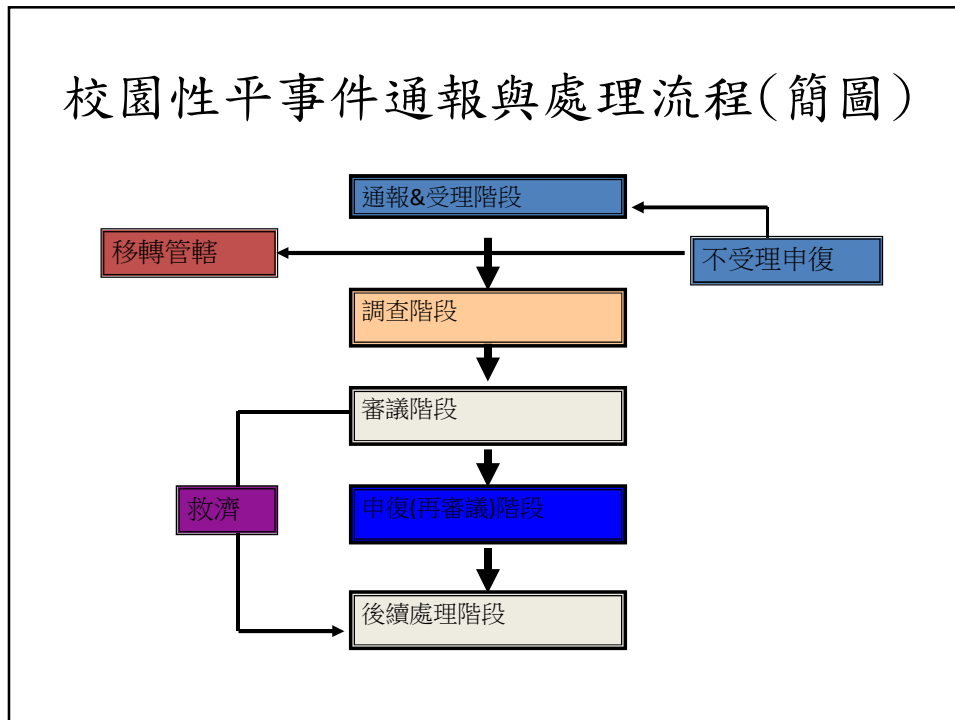 校園性平事件通報與處理流程(簡圖)
通報&受理階段
移轉管轄
不受理申復
調查階段
審議階段
救濟
申復(再審議)階段
後續處理階段